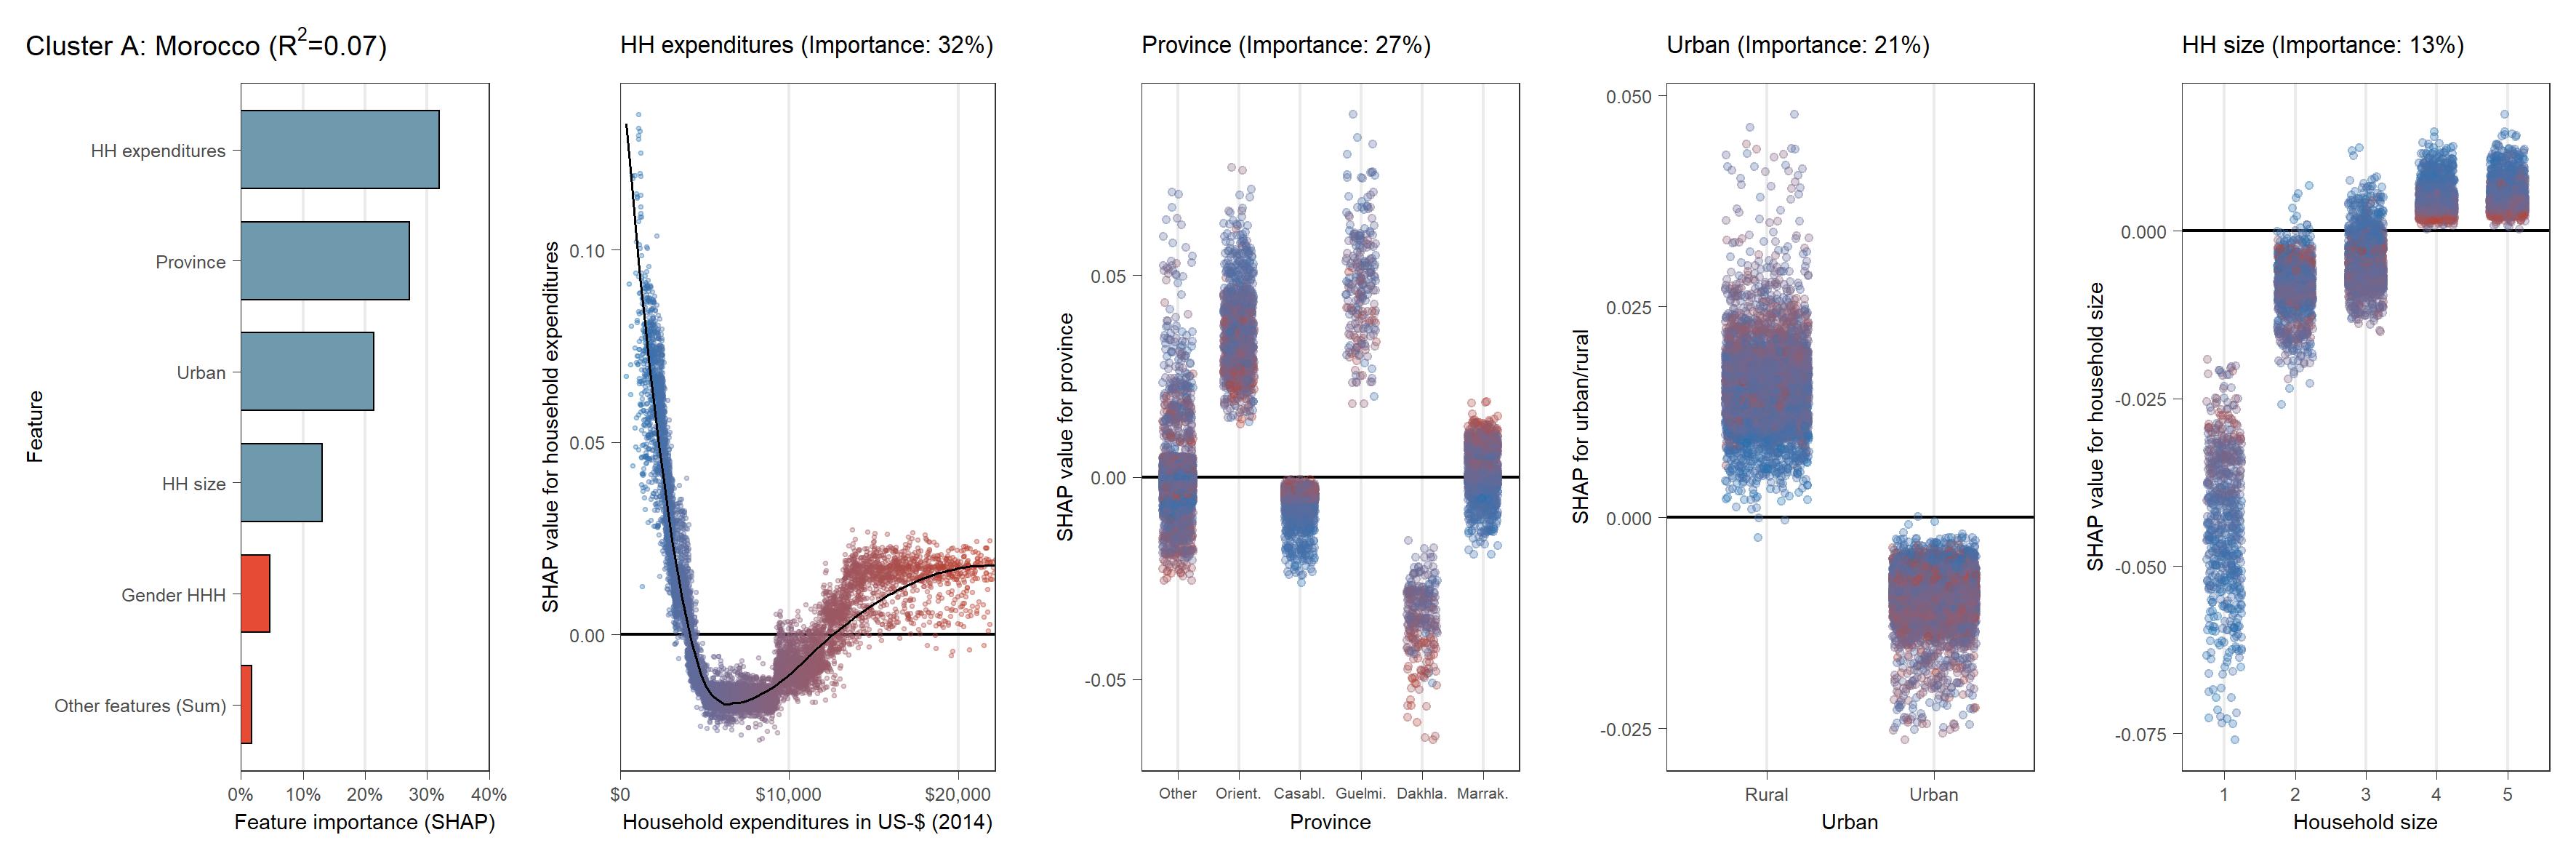 Cluster A: Morocco (R²=0.07)
Feature
HH expenditures
Province
Urban
HH size
Gender HHH
Other features (Sum)
0% 10% 20% 30% 40%
Feature importance (SHAP)
HH expenditures (Importance: 32%)
SHAP value for household expenditures
0.10
0.05
0.00
$0 $10,000 $20,000
Household expenditures in US-$ (2014)
Province (Importance: 27%)
SHAP value for province
0.05
0.00
-0.05
Other Orient. Casabl. Guelmi. Dakhla. Marrak.
Province
Urban (Importance: 21%)
SHAP for urban/rural
0.050
0.025
0.000
-0.025
Rural Urban
Urban
HH size (Importance: 13%)
SHAP value for household size
0.000
-0.025
-0.050
-0.075
1 2 3 4 5
Household size